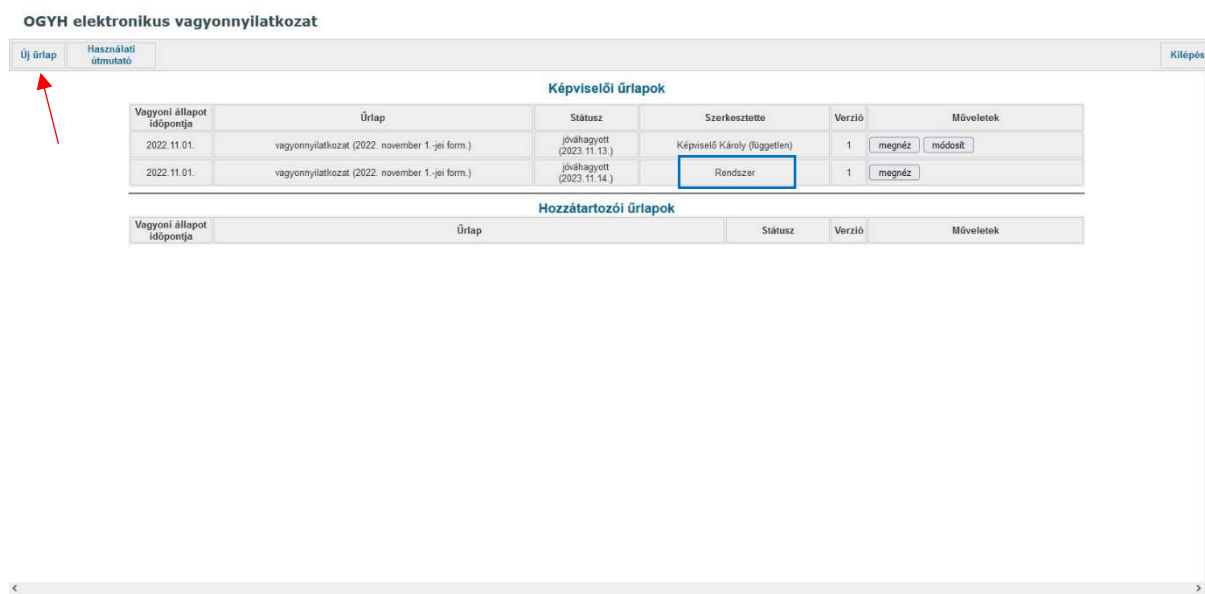 OGYH elektronikus vagyonnyilatkozat
Új űrlap
Használati
útmutató
Kilépés
Képviselői űrlapok
Vagyoni állapot
időpontja
Űrlap
Státusz
Szerkesztette
Verzió
Műveletek
2022.11.01.
vagyonnyilatkozat (2022. november 1.-jei form.)
jóváhagyott
(2023.11.13.)
Képviselő Károly (független)
1
megnéz
módosít
2022.11.01.
vagyonnyilatkozat (2022. november 1.-jei form.)
jóváhagyott
(2023.11.14.)
Rendszer
1
megnéz
Hozzátartozói űrlapok
Vagyoni állapot
időpontja
Űrlap
Státusz
Verzió
Műveletek